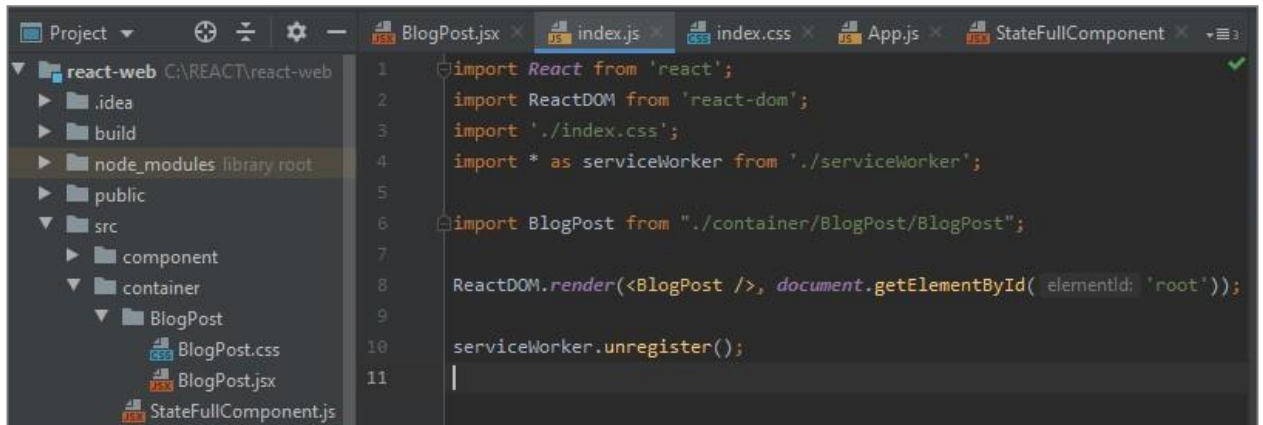 Project
BlogPost.jsx
index.js
index.css
App.js
StateFullComponent
3
react-web C:\REACT\react-web
.idea
build
node_modules library root
public
src
component
container
BlogPost
BlogPost.css
BlogPost.jsx
StateFullComponent.js
1 import React from 'react';
2 import ReactDOM from 'react-dom';
3 import './index.css';
4 import * as serviceWorker from './serviceWorker';
5
6 import BlogPost from "./container/BlogPost/BlogPost";
7
8 ReactDOM.render(<BlogPost />, document.getElementById( elementId: 'root'));
9
10 serviceWorker.unregister();
11